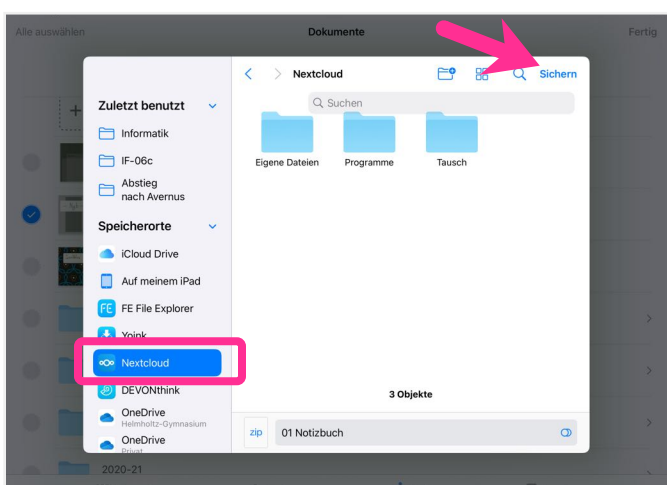 Alle auswählen
Dokumente
Fertig
Nextcloud
Sichern
Suchen
Zuletzt benutzt
Informatik
IF-06c
Abstieg
nach Avernus
Speicherorte
iCloud Drive
Auf meinem iPad
FE
FE File Explorer
Yoink
Nextcloud
DEVONthink
OneDrive
Helmholtz-Gymnasium
OneDrive
Privat
Eigene Dateien
Programme
Tausch
3 Objekte
zip
01 Notizbuch
2020-21